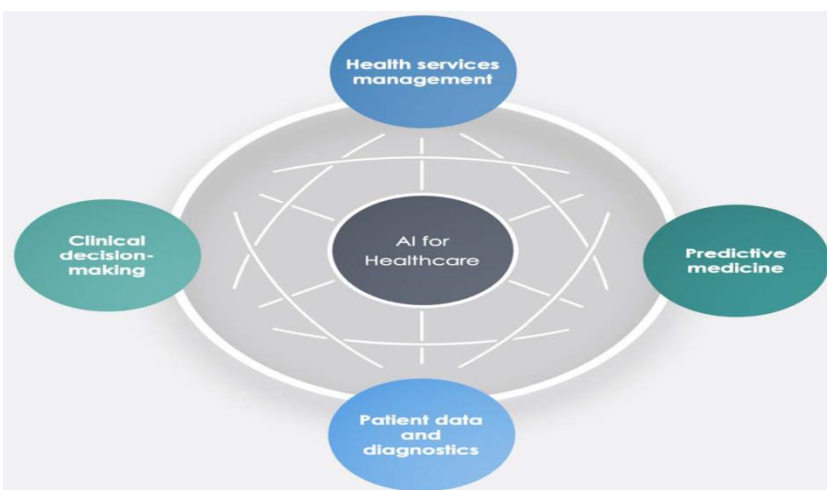 Health services
management
Clinical
decision-
making
AI for
Healthcare
Predictive
medicine
Patient data
and
diagnostics